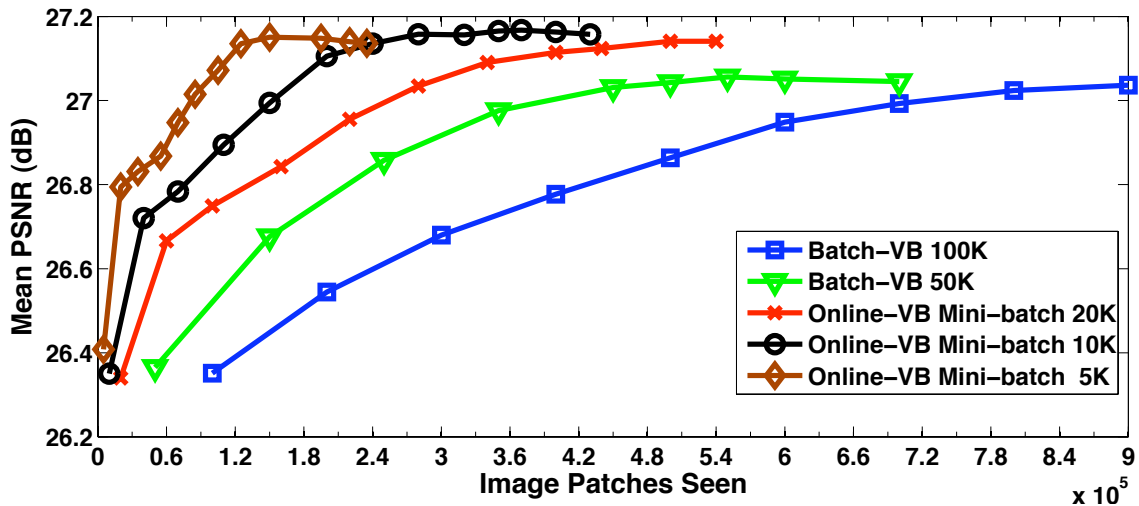 Mean PSNR (dB)
27.2
27
26.8
26.6
26.4
26.2
0 0.6 1.2 1.8 2.4 3 3.6 4.2 4.8 5.4 6 6.6 7.2 7.8 8.4 9
Image Patches Seen
x 10^5
Batch-VB 100K
Batch-VB 50K
Online-VB Mini-batch 20K
Online-VB Mini-batch 10K
Online-VB Mini-batch 5K